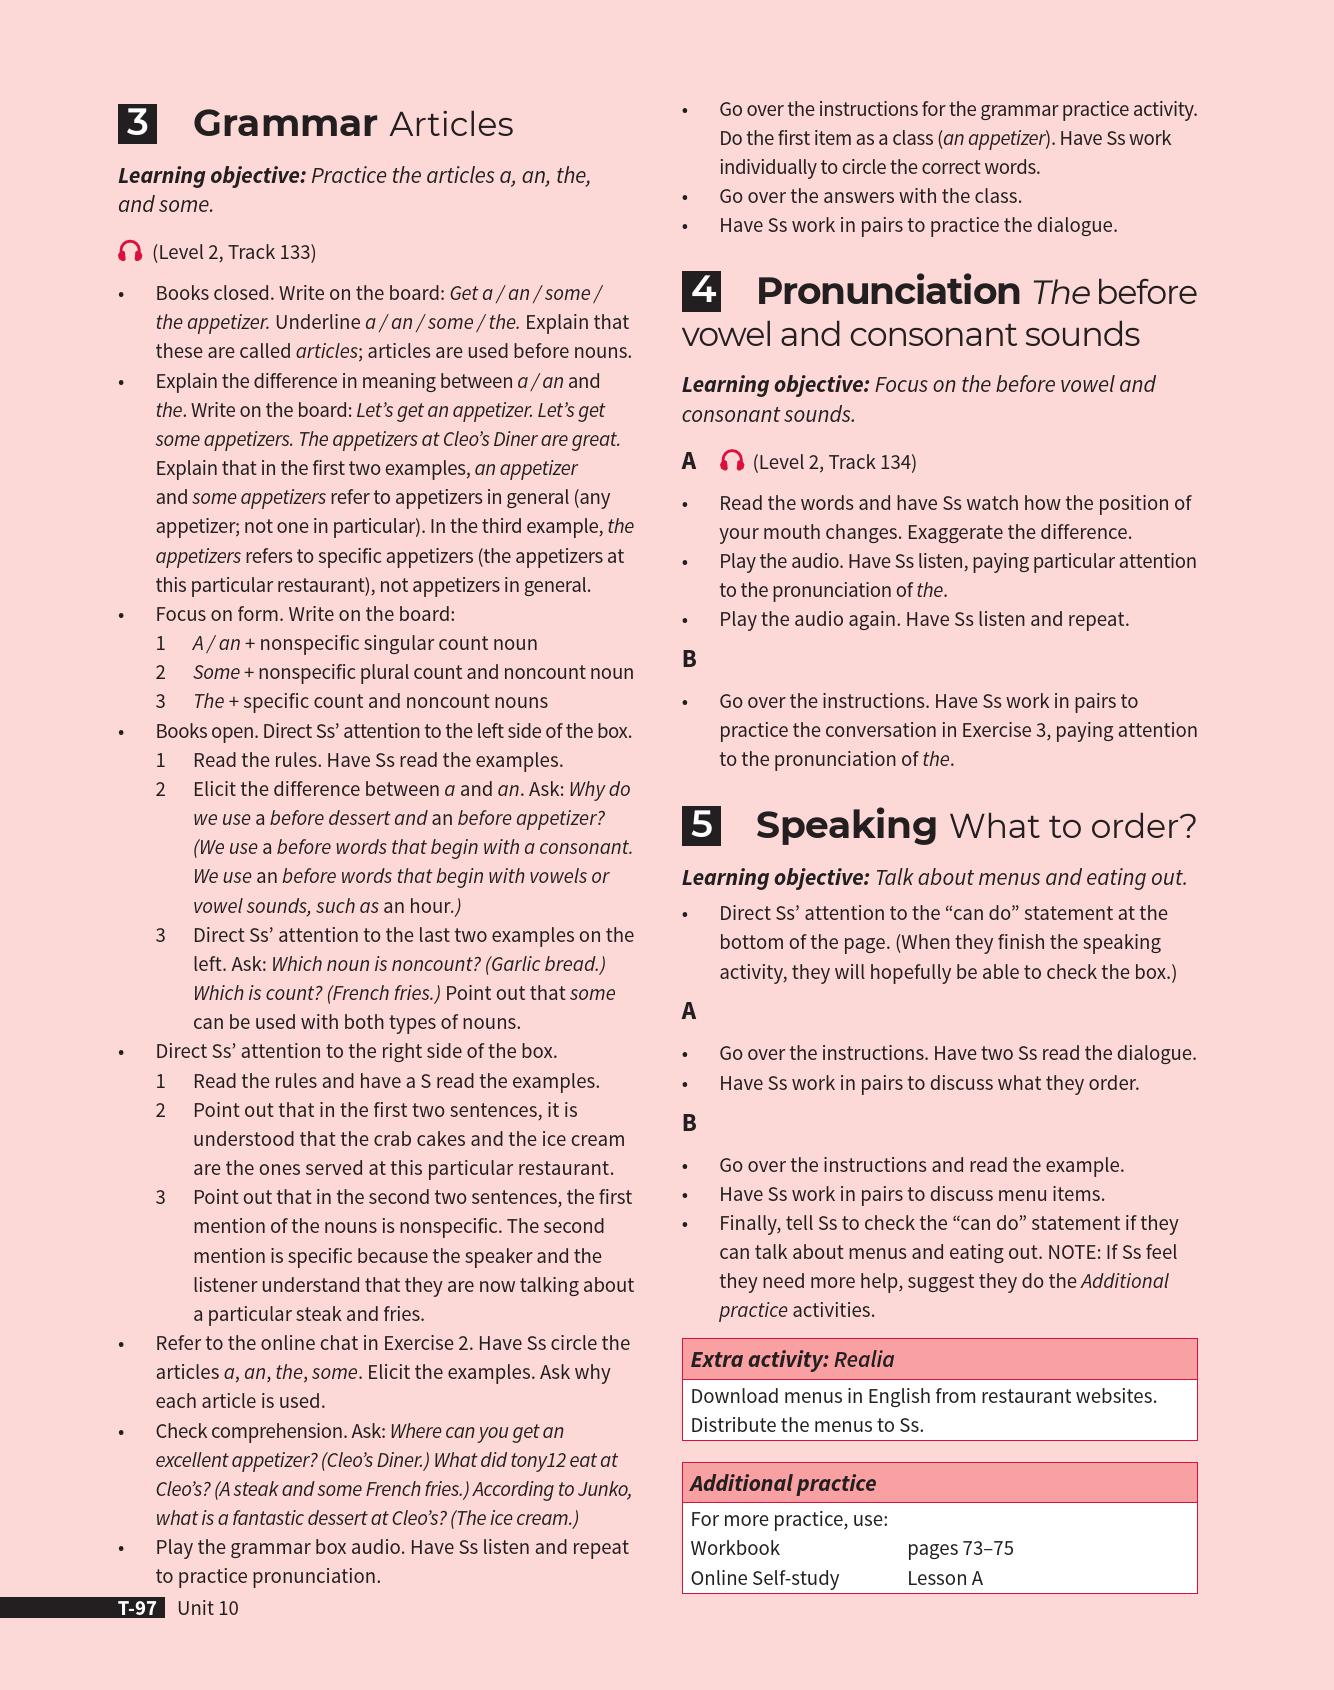 3 Grammar Articles
Learning objective: Practice the articles a, an, the,
and some.
(Level 2, Track 133)
• Books closed. Write on the board: Get a / an / some /
the appetizer. Underline a / an / some / the. Explain that
these are called articles; articles are used before nouns.
• Explain the difference in meaning between a / an and
the. Write on the board: Let’s get an appetizer. Let’s get
some appetizers. The appetizers at Cleo’s Diner are great.
Explain that in the first two examples, an appetizer
and some appetizers refer to appetizers in general (any
appetizer; not one in particular). In the third example, the
appetizers refers to specific appetizers (the appetizers at
this particular restaurant), not appetizers in general.
• Focus on form. Write on the board:
1 A / an + nonspecific singular count noun
2 Some + nonspecific plural count and noncount noun
3 The + specific count and noncount nouns
• Books open. Direct Ss’ attention to the left side of the box.
1 Read the rules. Have Ss read the examples.
2 Elicit the difference between a and an. Ask: Why do
we use a before dessert and an before appetizer?
(We use a before words that begin with a consonant.
We use an before words that begin with vowels or
vowel sounds, such as an hour.)
3 Direct Ss’ attention to the last two examples on the
left. Ask: Which noun is noncount? (Garlic bread.)
Which is count? (French fries.) Point out that some
can be used with both types of nouns.
• Direct Ss’ attention to the right side of the box.
1 Read the rules and have a S read the examples.
2 Point out that in the first two sentences, it is
understood that the crab cakes and the ice cream
are the ones served at this particular restaurant.
3 Point out that in the second two sentences, the first
mention of the nouns is nonspecific. The second
mention is specific because the speaker and the
listener understand that they are now talking about
a particular steak and fries.
• Refer to the online chat in Exercise 2. Have Ss circle the
articles a, an, the, some. Elicit the examples. Ask why
each article is used.
• Check comprehension. Ask: Where can you get an
excellent appetizer? (Cleo’s Diner.) What did tony12 eat at
Cleo’s? (A steak and some French fries.) According to Junko,
what is a fantastic dessert at Cleo’s? (The ice cream.)
• Play the grammar box audio. Have Ss listen and repeat
to practice pronunciation.
• Go over the instructions for the grammar practice activity.
Do the first item as a class (an appetizer). Have Ss work
individually to circle the correct words.
• Go over the answers with the class.
• Have Ss work in pairs to practice the dialogue.
4 Pronunciation The before
vowel and consonant sounds
Learning objective: Focus on the before vowel and
consonant sounds.
A (Level 2, Track 134)
• Read the words and have Ss watch how the position of
your mouth changes. Exaggerate the difference.
• Play the audio. Have Ss listen, paying particular attention
to the pronunciation of the.
• Play the audio again. Have Ss listen and repeat.
B
• Go over the instructions. Have Ss work in pairs to
practice the conversation in Exercise 3, paying attention
to the pronunciation of the.
5 Speaking What to order?
Learning objective: Talk about menus and eating out.
• Direct Ss’ attention to the “can do” statement at the
bottom of the page. (When they finish the speaking
activity, they will hopefully be able to check the box.)
A
• Go over the instructions. Have two Ss read the dialogue.
• Have Ss work in pairs to discuss what they order.
B
• Go over the instructions and read the example.
• Have Ss work in pairs to discuss menu items.
• Finally, tell Ss to check the “can do” statement if they
can talk about menus and eating out. NOTE: If Ss feel
they need more help, suggest they do the Additional
practice activities.
Extra activity: Realia
Download menus in English from restaurant websites.
Distribute the menus to Ss.
Additional practice
For more practice, use:
Workbook pages 73–75
Online Self-study Lesson A
T-97 Unit 10